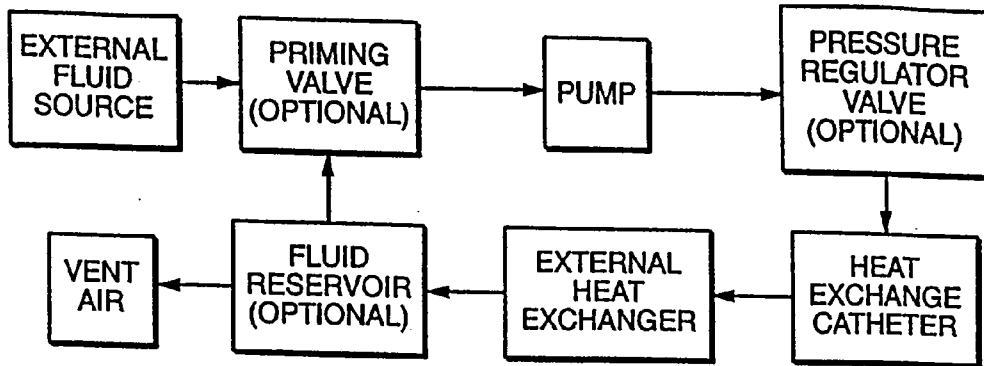 EXTERNAL
FLUID
SOURCE
PRIMING
VALVE
(OPTIONAL)
PUMP
PRESSURE
REGULATOR
VALVE
(OPTIONAL)
VENT
AIR
FLUID
RESERVOIR
(OPTIONAL)
EXTERNAL
HEAT
EXCHANGER
HEAT
EXCHANGE
CATHETER